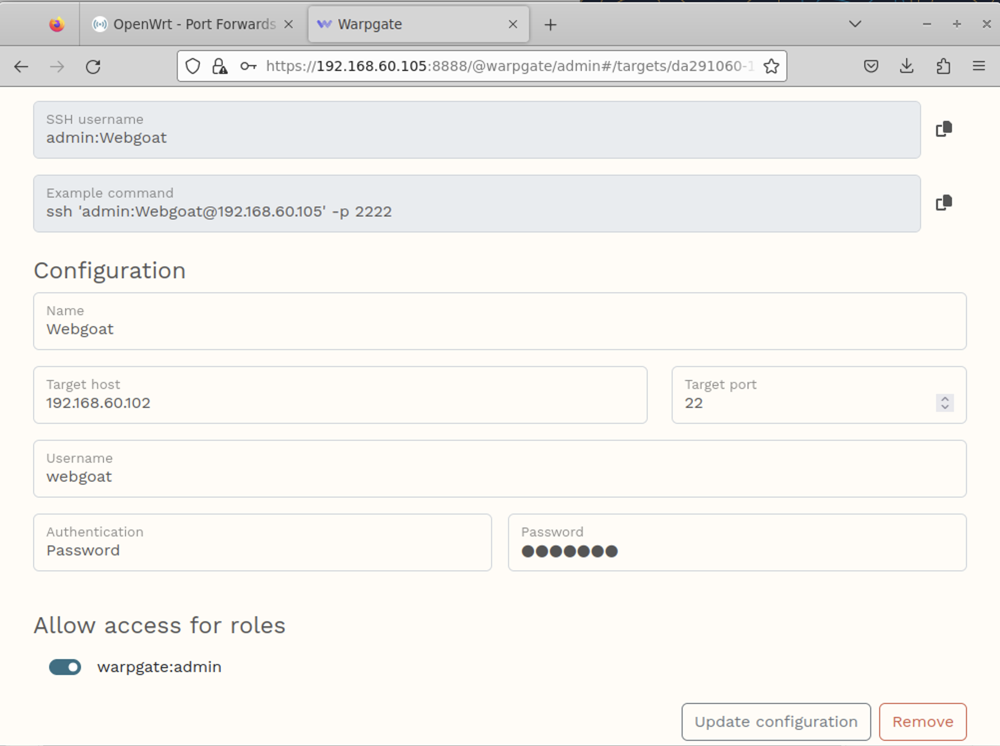 OpenWrt - Port Forwards
Warpgate
https://192.168.60.105:8888/@warpgate/admin#/targets/da291060-1
SSH username
admin:Webgoat
Example command
ssh 'admin:Webgoat@192.168.60.105' -p 2222
Configuration
Name
Webgoat
Target host
192.168.60.102
Target port
22
Username
webgoat
Authentication
Password
Password
●●●●●●●
Allow access for roles
warpgate:admin
Update configuration
Remove